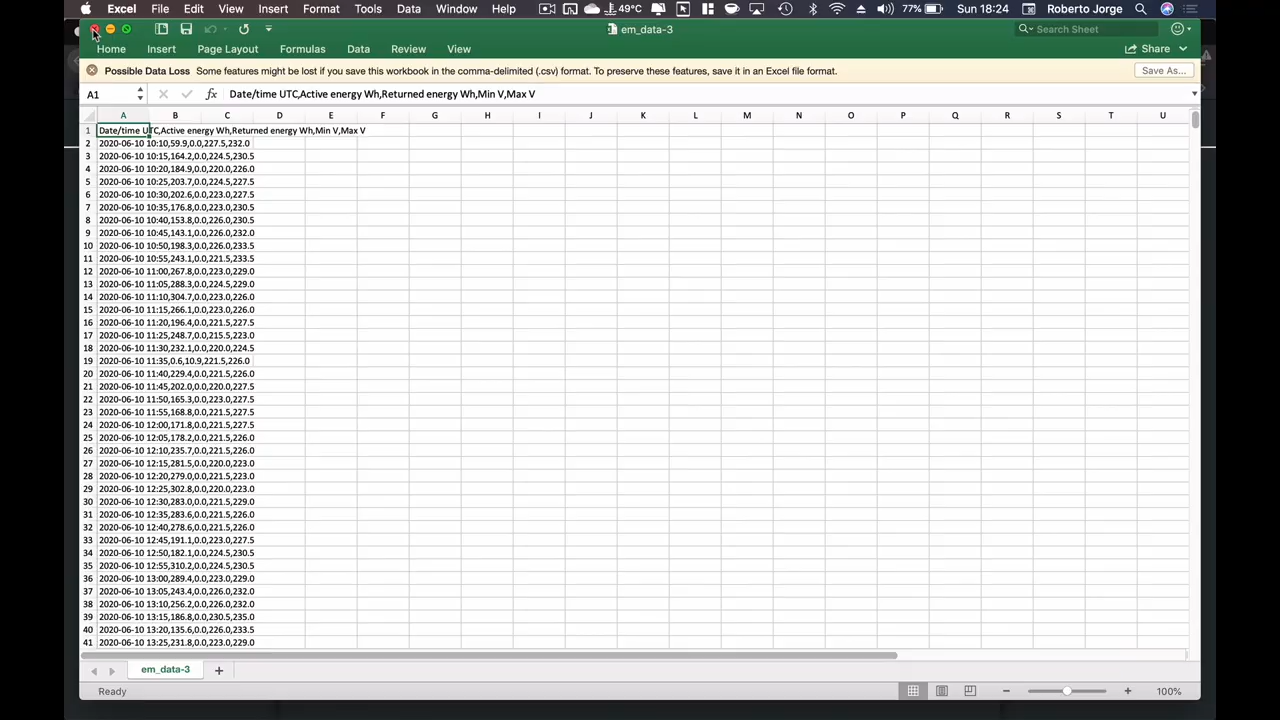 Excel File Edit View Insert Format Tools Data Window Help 49°C 77% Sun 18:24 Roberto Jorge
em_data-3 Search Sheet
Home Insert Page Layout Formulas Data Review View Share
Possible Data Loss Some features might be lost if you save this workbook in the comma-delimited (.csv) format. To preserve these features, save it in an Excel file format. Save As...
A1 fx Date/time UTC,Active energy Wh,Returned energy Wh,Min V,Max V
A B C D E F G H I J K L M N O P Q R S T U
1 Date/time UTC,Active energy Wh,Returned energy Wh,Min V,Max V
2 2020-06-10 10:10,59.9,0.0,227.5,232.0
3 2020-06-10 10:15,164.2,0.0,224.5,230.5
4 2020-06-10 10:20,184.9,0.0,220.0,226.0
5 2020-06-10 10:25,203.7,0.0,224.5,227.5
6 2020-06-10 10:30,202.6,0.0,223.0,227.5
7 2020-06-10 10:35,176.8,0.0,223.0,230.5
8 2020-06-10 10:40,153.8,0.0,226.0,230.5
9 2020-06-10 10:45,143.1,0.0,226.0,232.0
10 2020-06-10 10:50,198.3,0.0,226.0,233.5
11 2020-06-10 10:55,243.1,0.0,221.5,233.5
12 2020-06-10 11:00,267.8,0.0,223.0,229.0
13 2020-06-10 11:05,288.3,0.0,224.5,229.0
14 2020-06-10 11:10,304.7,0.0,223.0,226.0
15 2020-06-10 11:15,266.1,0.0,223.0,226.0
16 2020-06-10 11:20,196.4,0.0,221.5,227.5
17 2020-06-10 11:25,248.7,0.0,215.5,223.0
18 2020-06-10 11:30,232.1,0.0,220.0,224.5
19 2020-06-10 11:35,0.6,10.9,221.5,226.0
20 2020-06-10 11:40,229.4,0.0,221.5,226.0
21 2020-06-10 11:45,202.0,0.0,220.0,227.5
22 2020-06-10 11:50,165.3,0.0,223.0,227.5
23 2020-06-10 11:55,168.8,0.0,221.5,227.5
24 2020-06-10 12:00,171.8,0.0,221.5,227.5
25 2020-06-10 12:05,178.2,0.0,221.5,226.0
26 2020-06-10 12:10,235.7,0.0,221.5,226.0
27 2020-06-10 12:15,281.5,0.0,220.0,223.0
28 2020-06-10 12:20,279.0,0.0,221.5,223.0
29 2020-06-10 12:25,302.8,0.0,220.0,223.0
30 2020-06-10 12:30,283.0,0.0,221.5,229.0
31 2020-06-10 12:35,283.6,0.0,221.5,226.0
32 2020-06-10 12:40,278.6,0.0,221.5,226.0
33 2020-06-10 12:45,191.1,0.0,223.0,227.5
34 2020-06-10 12:50,182.1,0.0,224.5,230.5
35 2020-06-10 12:55,310.2,0.0,224.5,230.5
36 2020-06-10 13:00,289.4,0.0,223.0,229.0
37 2020-06-10 13:05,243.4,0.0,226.0,232.0
38 2020-06-10 13:10,256.2,0.0,226.0,232.0
39 2020-06-10 13:15,186.8,0.0,230.5,235.0
40 2020-06-10 13:20,135.6,0.0,226.0,233.5
41 2020-06-10 13:25,231.8,0.0,223.0,229.0
em_data-3 +
Ready 100%